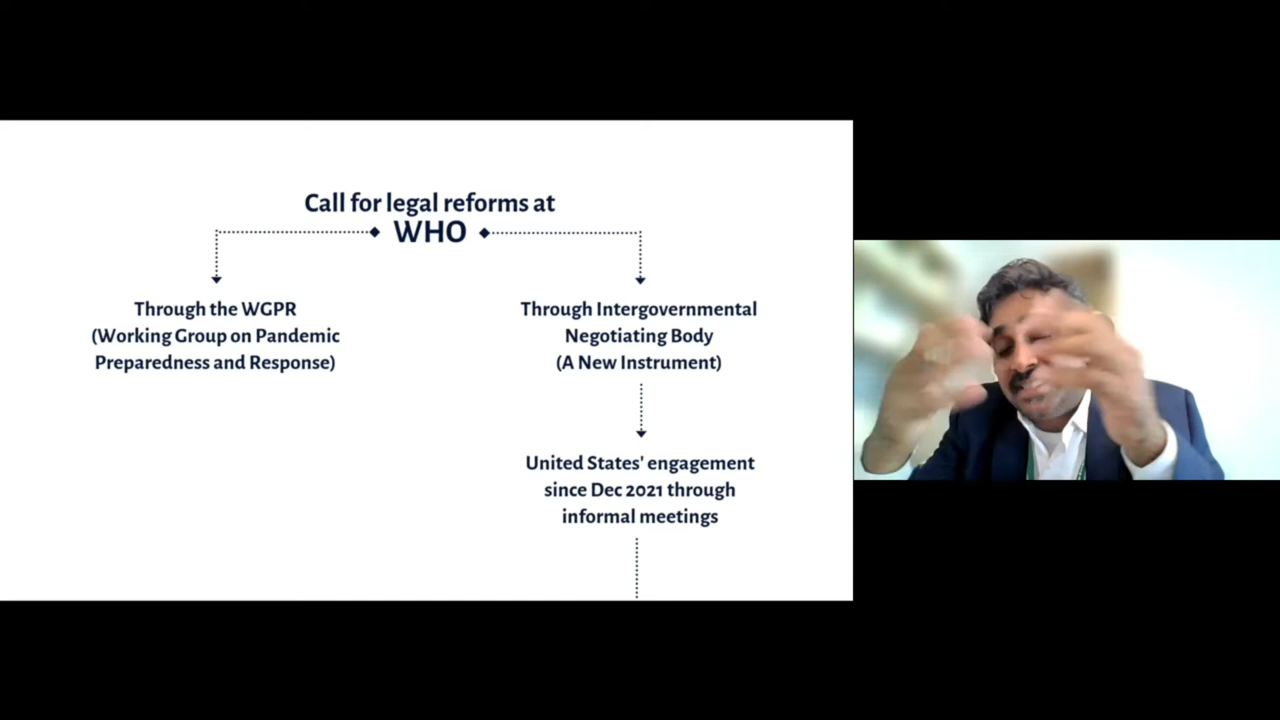 Call for legal reforms at
WHO
Through the WGPR
(Working Group on Pandemic
Preparedness and Response)
Through Intergovernmental
Negotiating Body
(A New Instrument)
United States' engagement
since Dec 2021 through
informal meetings